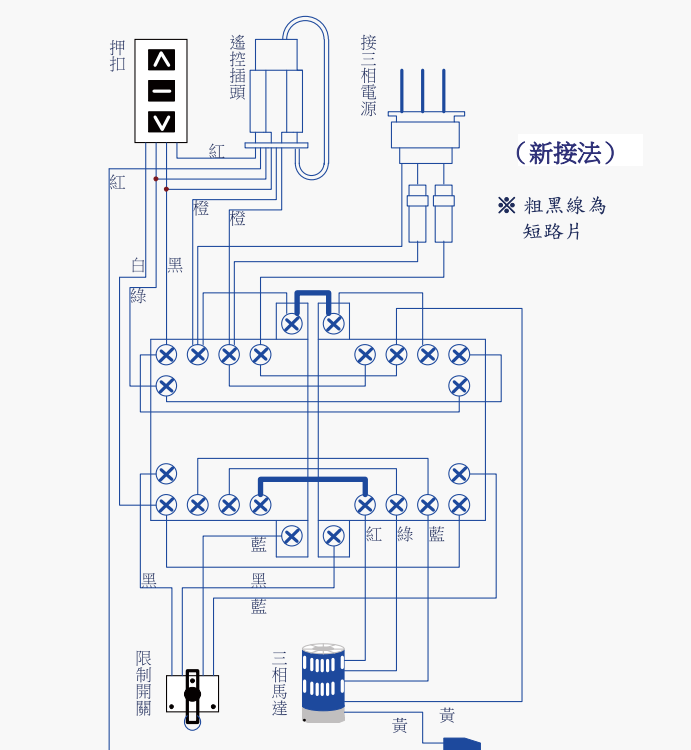 押扣
遙控插頭
接三相電源
（新接法）
※ 粗黑線為
短路片
紅
紅
橙
橙
白
黑
綠
藍
紅
綠
藍
黑
黑
藍
限制開關
三相馬達
黃
黃